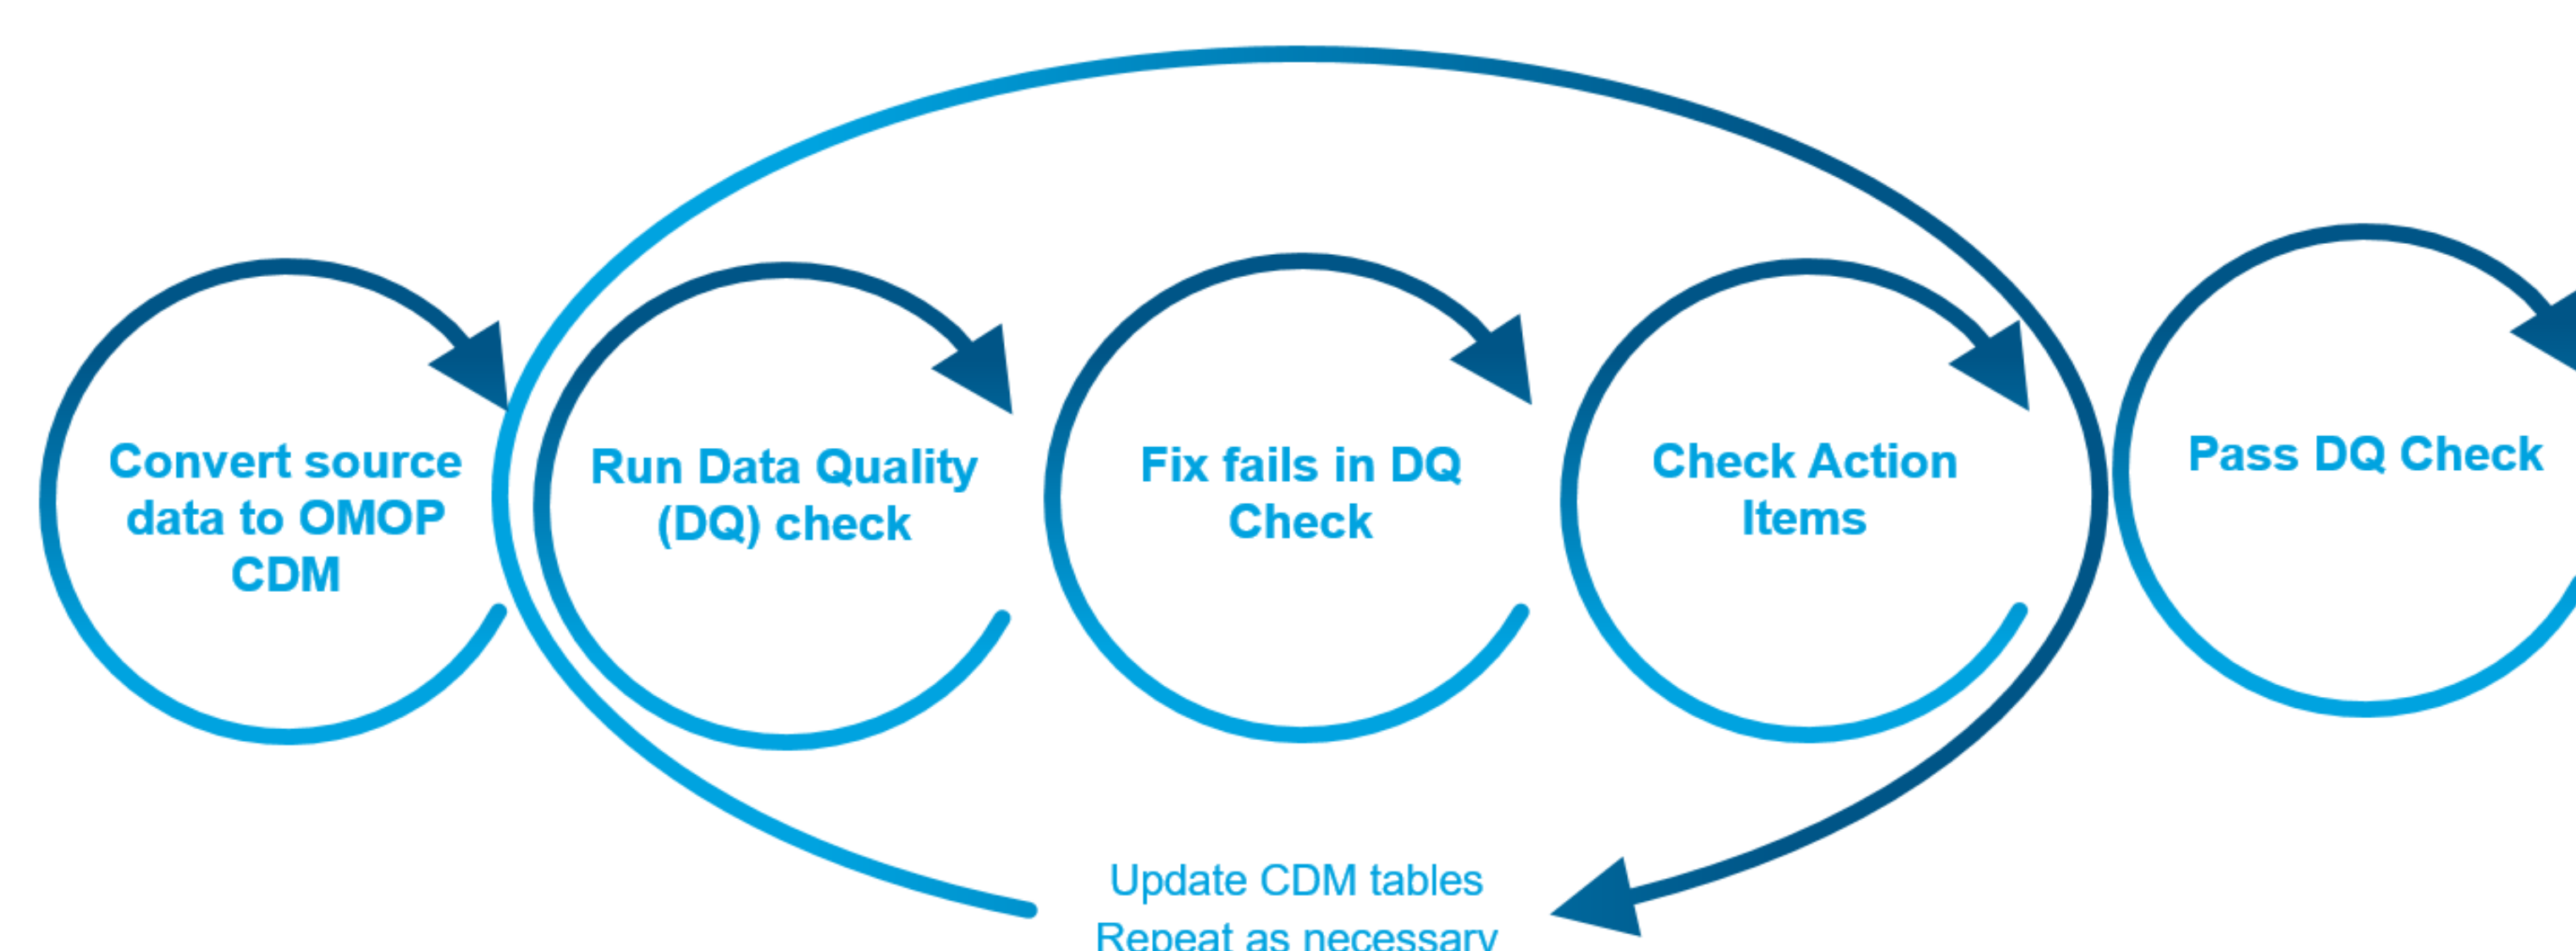 Convert source
data to OMOP
CDM
Run Data Quality
(DQ) check
Fix fails in DQ
Check
Check Action
Items
Pass DQ Check
Update CDM tables
Repeat as necessary